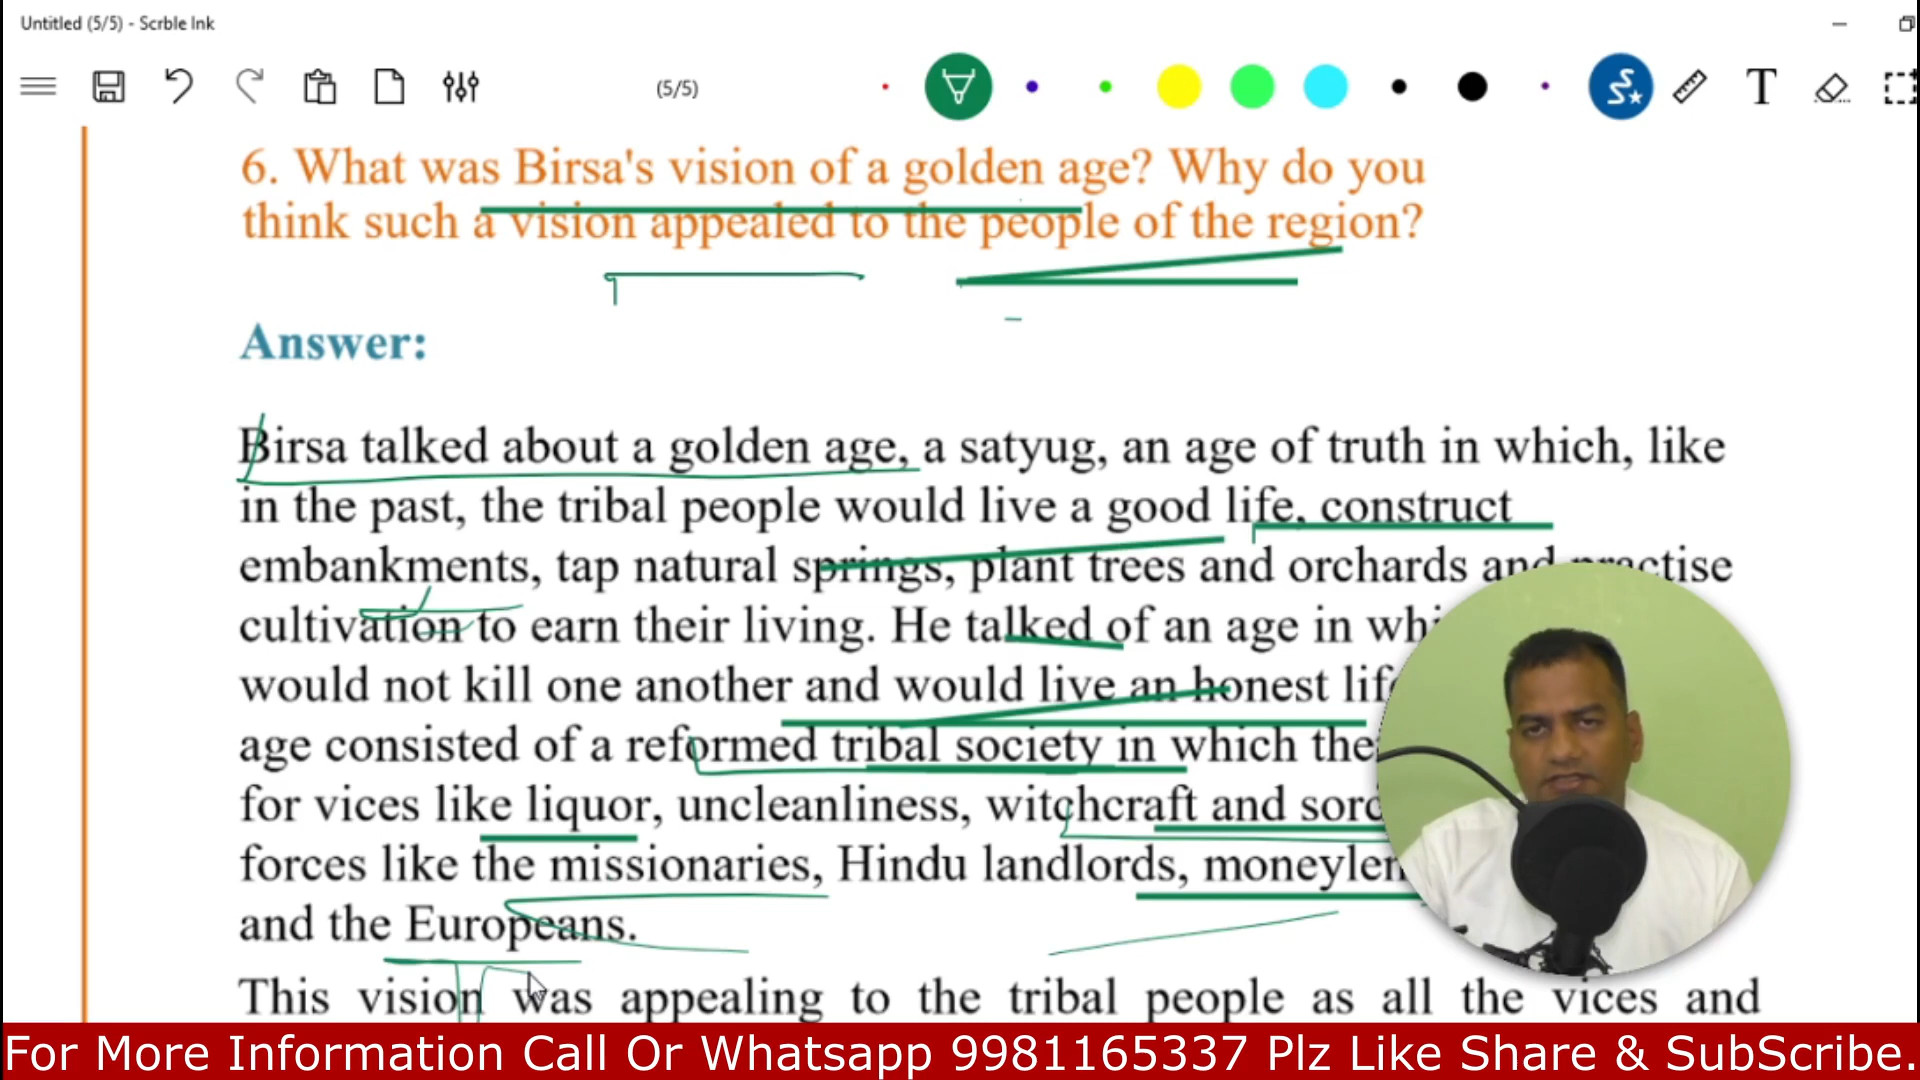 Untitled (5/5) - Scrble Ink
(5/5)
T
6. What was Birsa's vision of a golden age? Why do you
think such a vision appealed to the people of the region?
Answer:
Birsa talked about a golden age, a satyug, an age of truth in which, like
in the past, the tribal people would live a good life, construct
embankments, tap natural springs, plant trees and orchards and practise
cultivation to earn their living. He talked of an age in
would not kill one another and would live an honest
age consisted of a reformed tribal society in which
for vices like liquor, uncleanliness, witchcraft and
forces like the missionaries, Hindu landlords,
and the Europeans.
This vision was appealing to the tribal people as all the vices and
For More Information Call Or Whatsapp 9981165337 Plz Like Share & SubScribe.